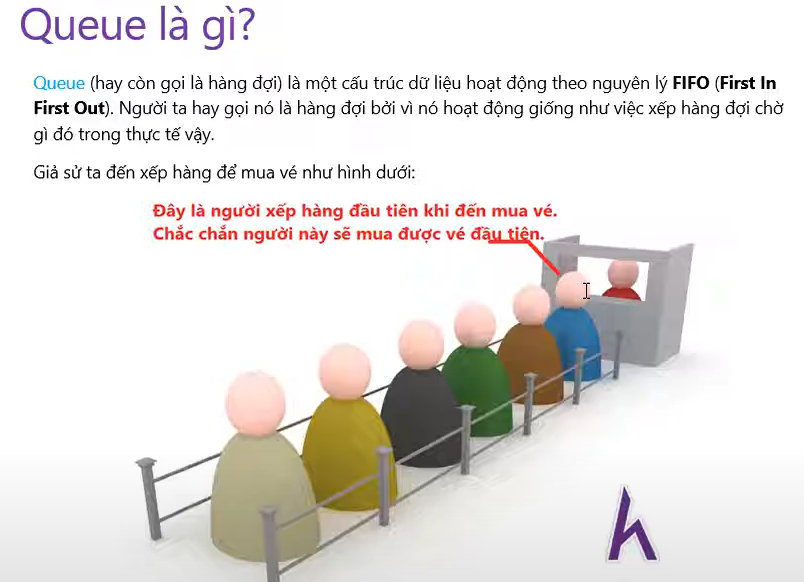 Queue là gì?
Queue (hay còn gọi là hàng đợi) là một cấu trúc dữ liệu hoạt động theo nguyên lý FIFO (First In
First Out). Người ta hay gọi nó là hàng đợi bởi vì nó hoạt động giống như việc xếp hàng đợi chờ
gì đó trong thực tế vậy.
Giả sử ta đến xếp hàng để mua vé như hình dưới:
Đây là người xếp hàng đầu tiên khi đến mua vé.
Chắc chắn người này sẽ mua được vé đầu tiên.